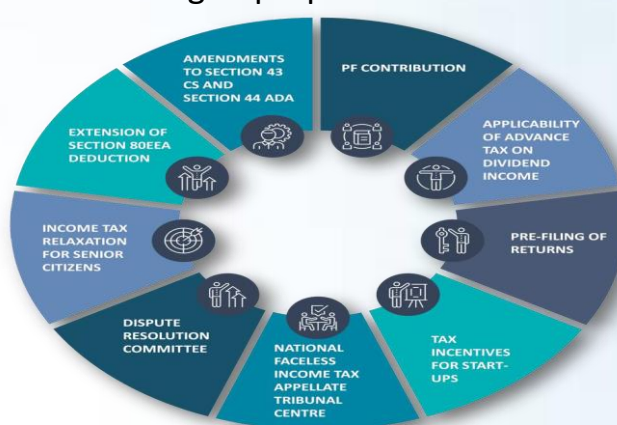 AMENDMENTS
TO SECTION 43
CS AND
SECTION 44 ADA
PF CONTRIBUTION
APPLICABILITY
OF ADVANCE
TAX ON
DIVIDEND
INCOME
PRE-FILING OF
RETURNS
TAX
INCENTIVES
FOR START-
UPS
NATIONAL
FACELESS
INCOME TAX
APPELLATE
TRIBUNAL
CENTRE
DISPUTE
RESOLUTION
COMMITTEE
INCOME TAX
RELAXATION
FOR SENIOR
CITIZENS
EXTENSION OF
SECTION 80EEA
DEDUCTION